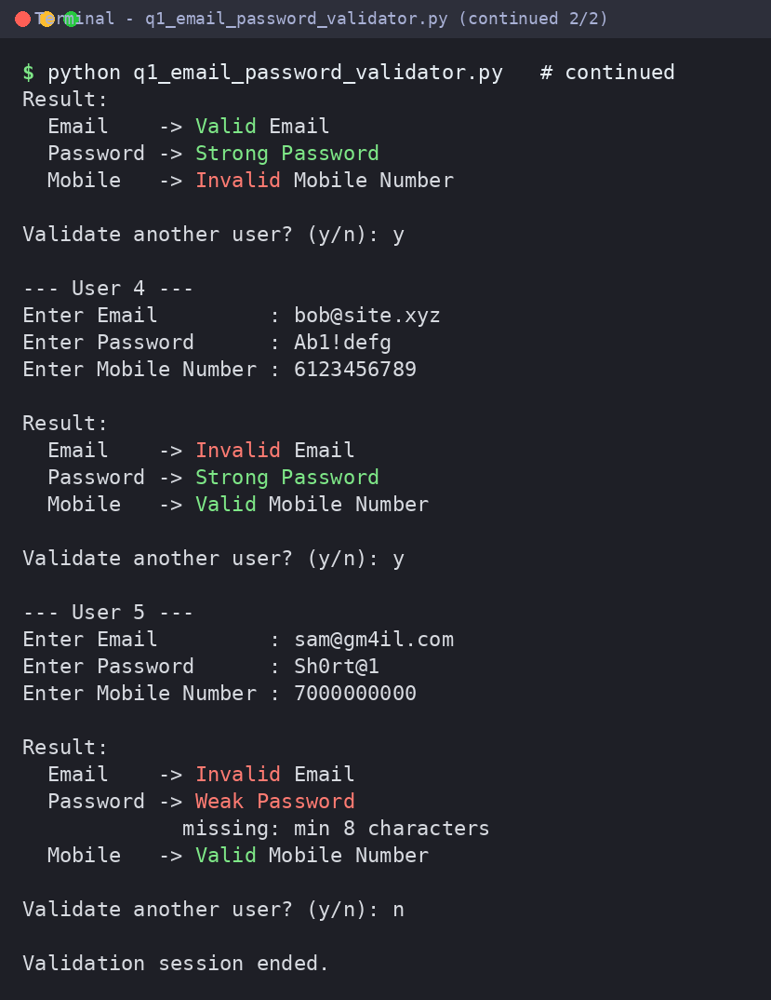 Terminal - q1_email_password_validator.py (continued 2/2)
$ python q1_email_password_validator.py   # continued
Result:
  Email    -> Valid Email
  Password -> Strong Password
  Mobile   -> Invalid Mobile Number

Validate another user? (y/n): y

--- User 4 ---
Enter Email         : bob@site.xyz
Enter Password      : Ab1!defg
Enter Mobile Number : 6123456789

Result:
  Email    -> Invalid Email
  Password -> Strong Password
  Mobile   -> Valid Mobile Number

Validate another user? (y/n): y

--- User 5 ---
Enter Email         : sam@gm4il.com
Enter Password      : Sh0rt@1
Enter Mobile Number : 7000000000

Result:
  Email    -> Invalid Email
  Password -> Weak Password
             missing: min 8 characters
  Mobile   -> Valid Mobile Number

Validate another user? (y/n): n

Validation session ended.